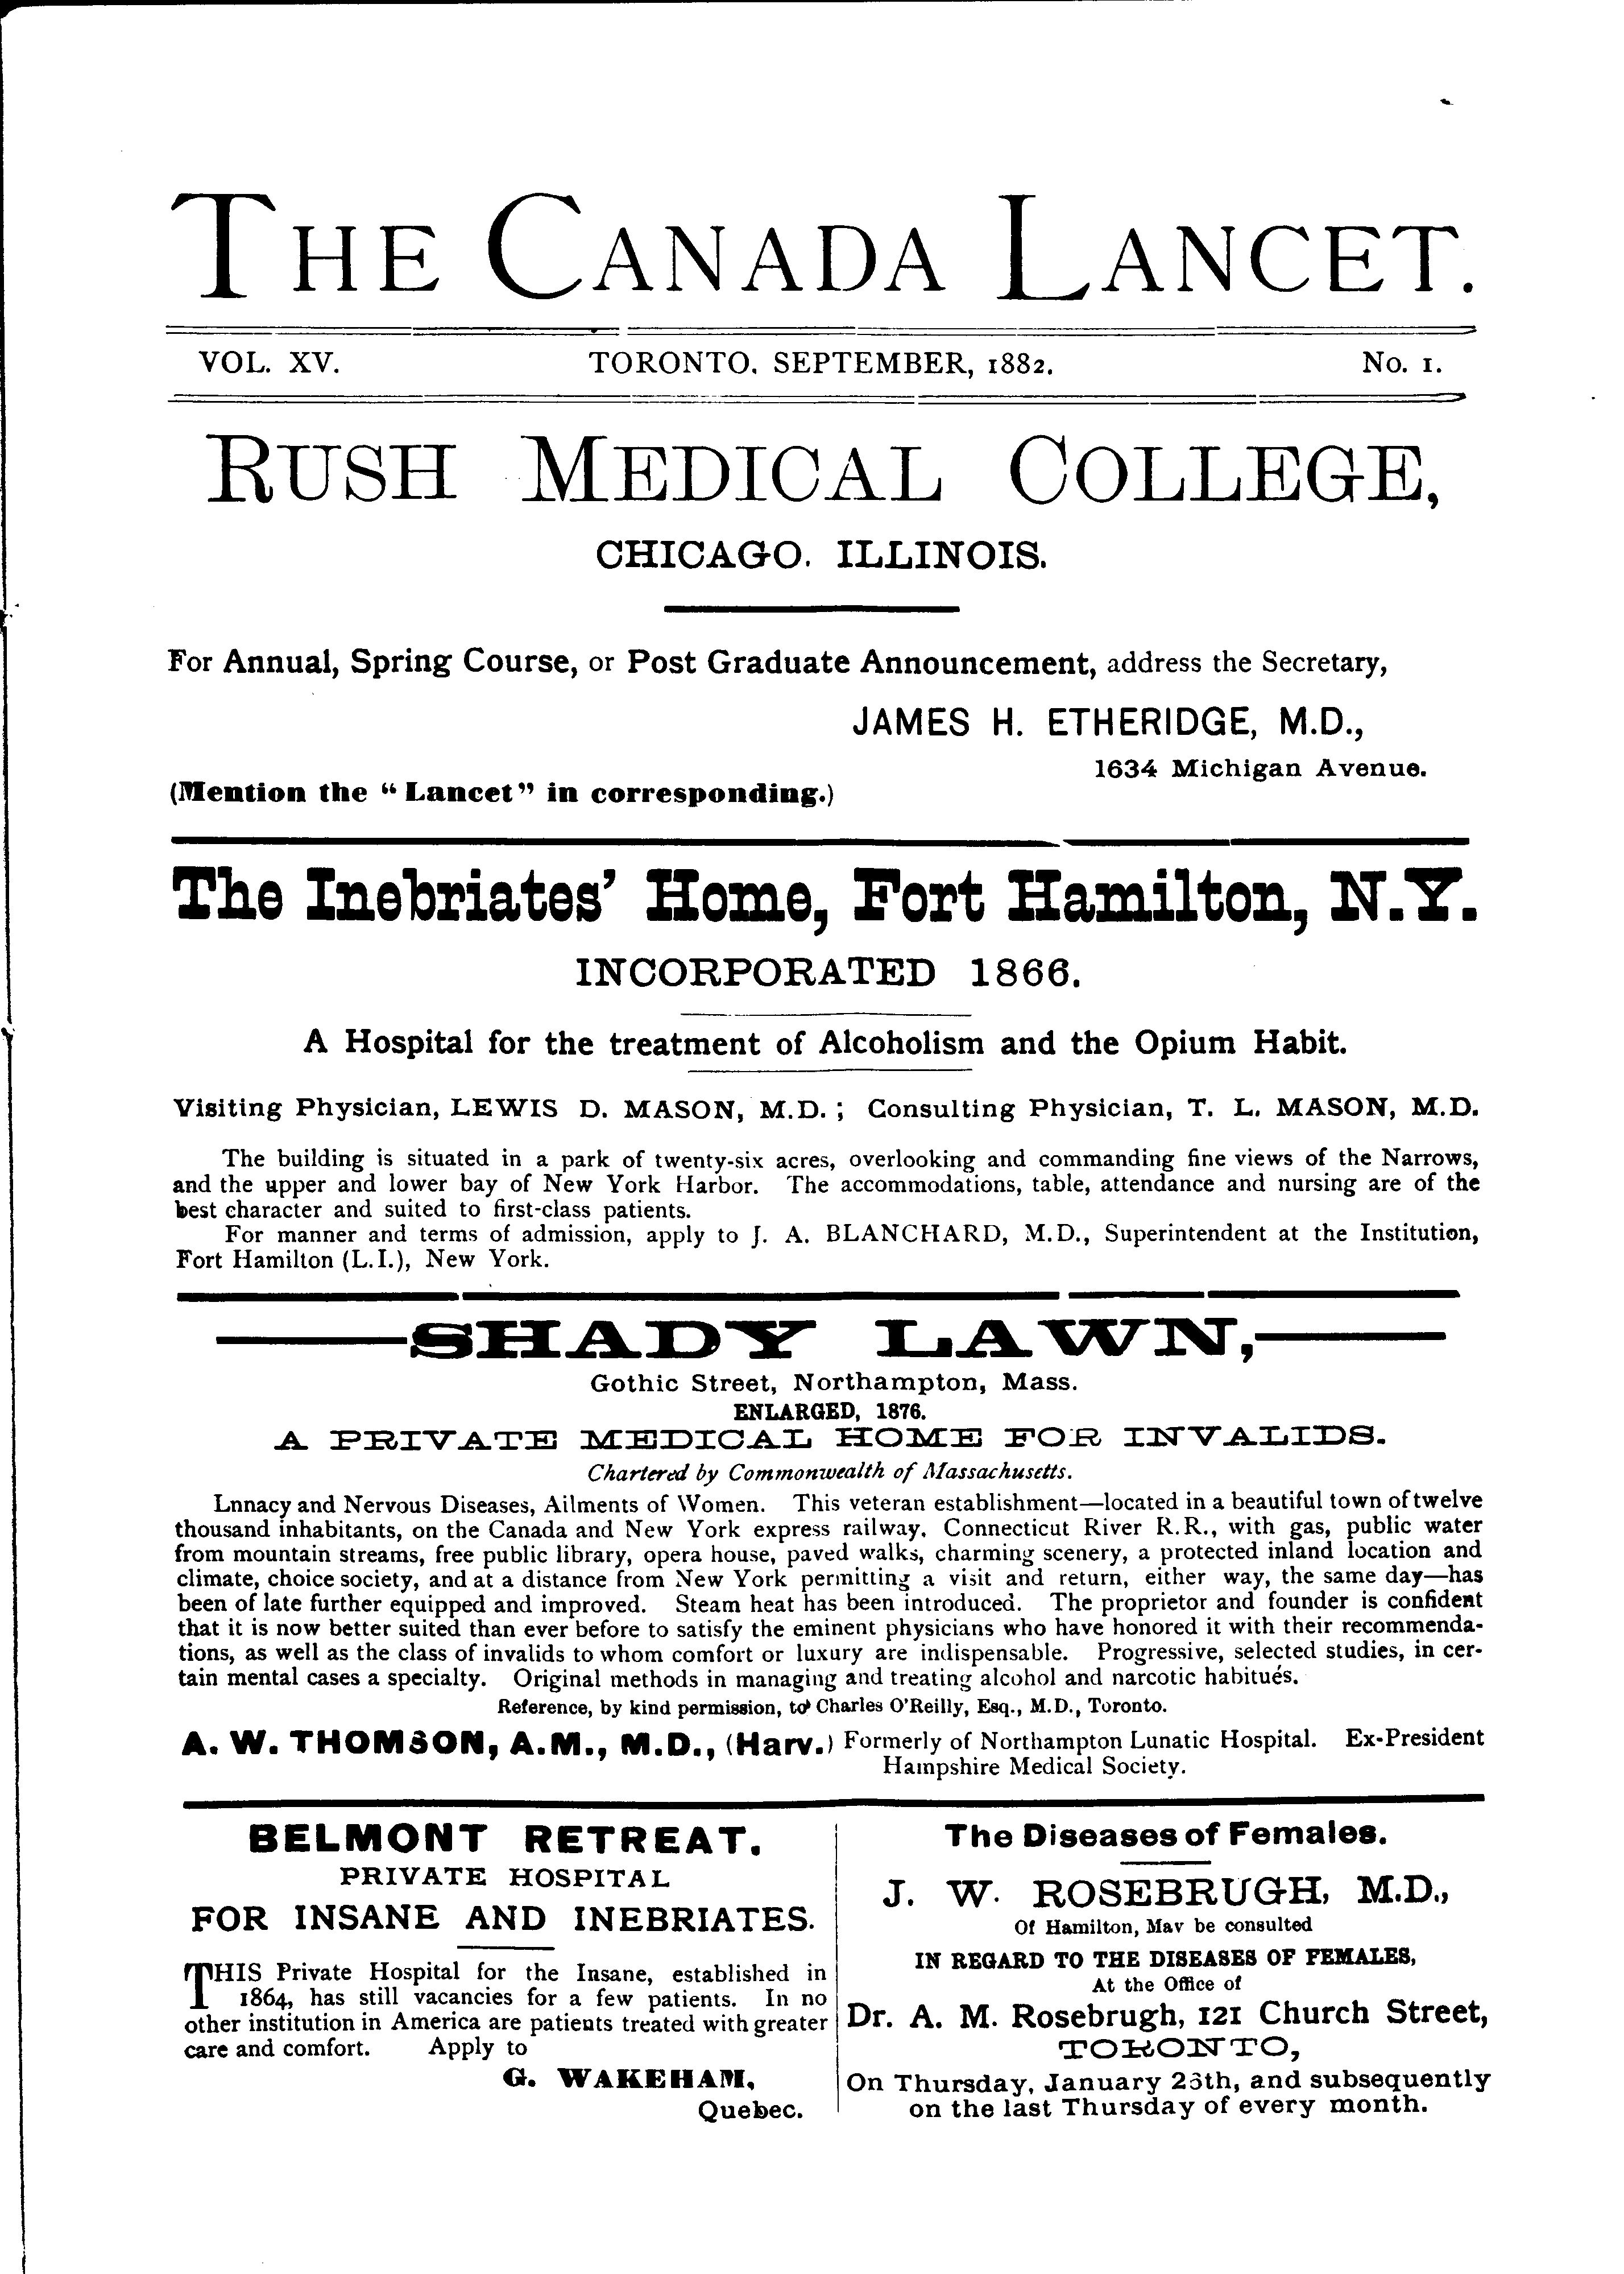 THE CANADA LANCET.
VOL. XV. TORONTO. SEPTEMBER, 1882. No. 1.
RUSH MEDICAL COLLEGE,
CHICAGO. ILLINOIS.
For Annual, Spring Course, or Post Graduate Announcement, address the Secretary,
JAMES H. ETHERIDGE, M.D.,
1634 Michigan Avenue.
(Mention the "Lancet" in corresponding.)
The Inebriates' Home, Fort Hamilton, N.Y.
INCORPORATED 1866.
A Hospital for the treatment of Alcoholism and the Opium Habit.
Visiting Physician, LEWIS D. MASON, M.D.; Consulting Physician, T. L. MASON, M.D.
The building is situated in a park of twenty-six acres, overlooking and commanding fine views of the Narrows,
and the upper and lower bay of New York Harbor. The accommodations, table, attendance and nursing are of the
best character and suited to first-class patients.
For manner and terms of admission, apply to J. A. BLANCHARD, M.D., Superintendent at the Institution,
Fort Hamilton (L.I.), New York.
SHADY LAWN,
Gothic Street, Northampton, Mass.
ENLARGED, 1876.
A PRIVATE MEDICAL HOME FOR INVALIDS.
Chartered by Commonwealth of Massachusetts.
Lnnacy and Nervous Diseases, Ailments of Women. This veteran establishment—located in a beautiful town of twelve
thousand inhabitants, on the Canada and New York express railway, Connecticut River R.R., with gas, public water
from mountain streams, free public library, opera house, paved walks, charming scenery, a protected inland location and
climate, choice society, and at a distance from New York permitting a visit and return, either way, the same day—has
been of late further equipped and improved. Steam heat has been introduced. The proprietor and founder is confident
that it is now better suited than ever before to satisfy the eminent physicians who have honored it with their recommenda-
tions, as well as the class of invalids to whom comfort or luxury are indispensable. Progressive, selected studies, in cer-
tain mental cases a specialty. Original methods in managing and treating alcohol and narcotic habitués.
Reference, by kind permission, to Charles O'Reilly, Esq., M.D., Toronto.
A. W. THOMSON, A.M., M.D., (Harv.) Formerly of Northampton Lunatic Hospital. Ex-President
Hampshire Medical Society.
BELMONT RETREAT.
PRIVATE HOSPITAL
FOR INSANE AND INEBRIATES.
THIS Private Hospital for the Insane, established in
1864, has still vacancies for a few patients. In no
other institution in America are patients treated with greater
care and comfort. Apply to
G. WAKEHAM,
Quebec.
The Diseases of Females.
J. W. ROSEBRUGH, M.D.,
Of Hamilton, May be consulted
IN REGARD TO THE DISEASES OF FEMALES,
At the Office of
Dr. A. M. Rosebrugh, 121 Church Street,
TORONTO,
On Thursday, January and subsequently
on the last Thursday of every month.